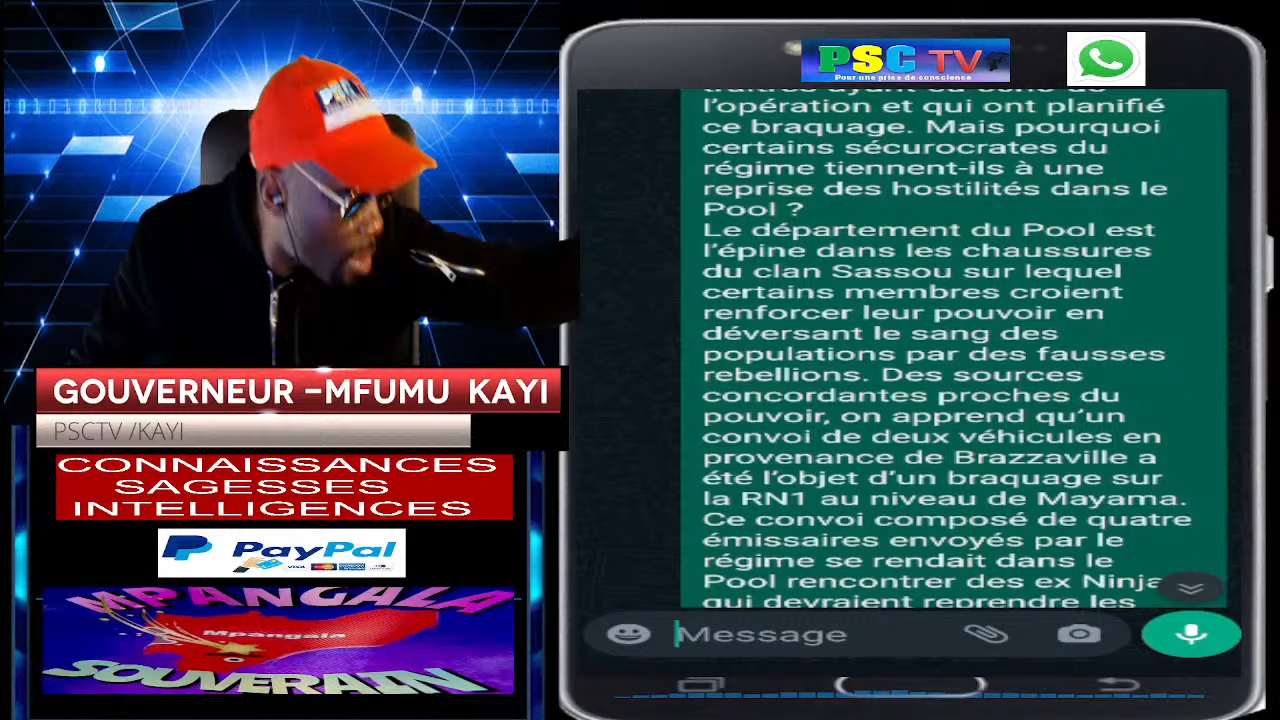 PSC TV
Pour une prise de conscience
l'opération et qui ont planifié
ce braquage. Mais pourquoi
certains sécurocrates du
régime tiennent-ils à une
reprise des hostilités dans le
Pool ?
Le département du Pool est
l'épine dans les chaussures
du clan Sassou sur lequel
certains membres croient
renforcer leur pouvoir en
déversant le sang des
populations par des fausses
rebellions. Des sources
concordantes proches du
pouvoir, on apprend qu'un
convoi de deux véhicules en
provenance de Brazzaville a
été l'objet d'un braquage sur
la RN1 au niveau de Mayama.
Ce convoi composé de quatre
émissaires envoyés par le
régime se rendait dans le
Pool rencontrer des ex Ninja
qui devraient reprendre les
Message
GOUVERNEUR -MFUMU KAYI
PSCTV /KAYI
CONNAISSANCES
SAGESSES
INTELLIGENCES
PayPal
VISA
MPANGALA
Mpangala
SOUVERAIN